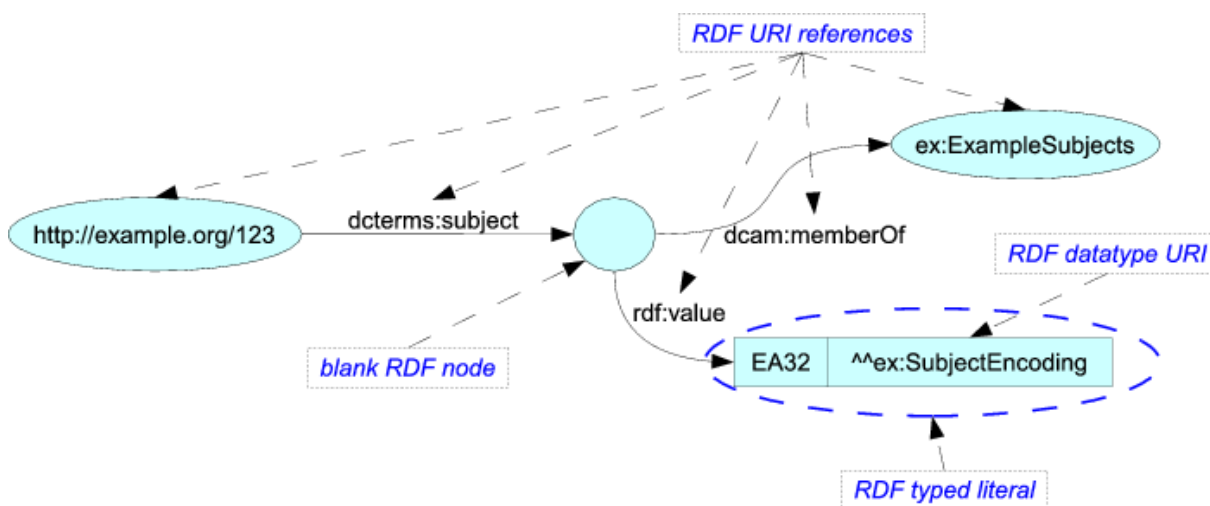 RDF URI references
ex:ExampleSubjects
http://example.org/123
dcterms:subject
dcam:memberOf
RDF datatype URI
rdf:value
blank RDF node
EA32
^^ex:SubjectEncoding
RDF typed literal